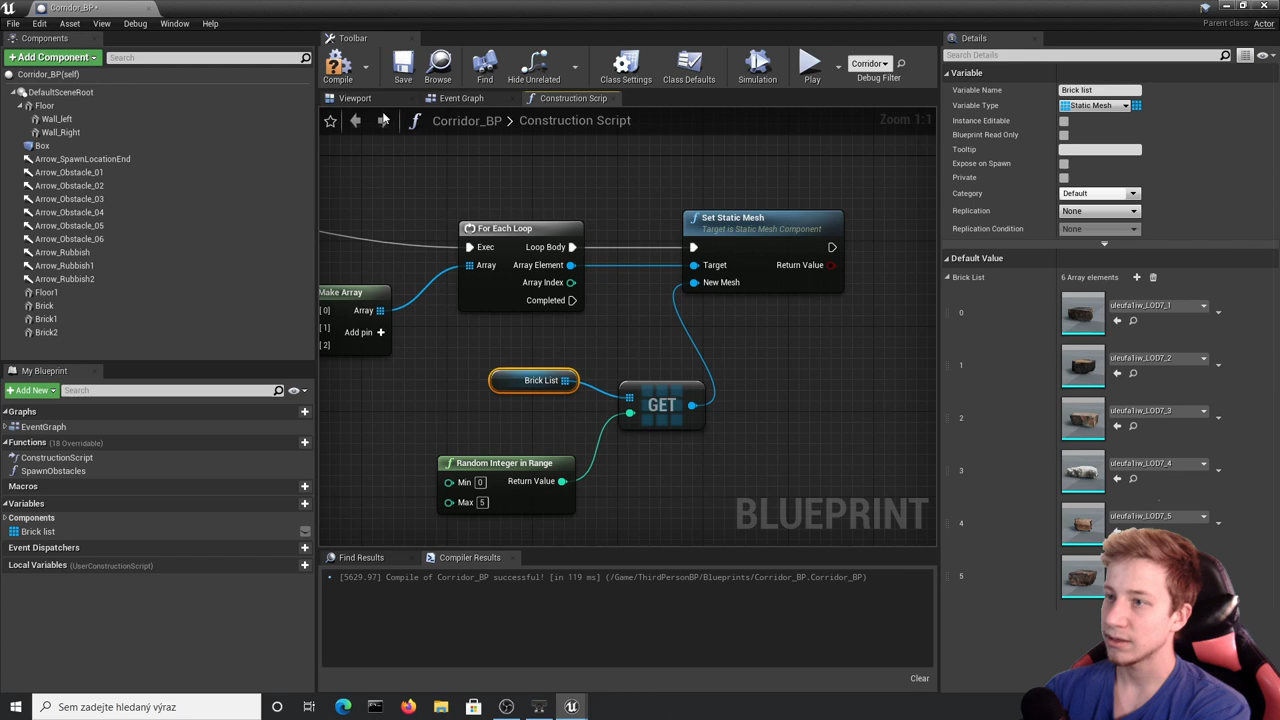 Corridor_BP*
File Edit Asset View Debug Window Help
Parent class: Actor
Components
+ Add Component
Search
Corridor_BP(self)
DefaultSceneRoot
Floor
Wall_left
Wall_Right
Box
Arrow_SpawnLocationEnd
Arrow_Obstacle_01
Arrow_Obstacle_02
Arrow_Obstacle_03
Arrow_Obstacle_04
Arrow_Obstacle_05
Arrow_Obstacle_06
Arrow_Rubbish
Arrow_Rubbish1
Arrow_Rubbish2
Floor1
Brick
Brick1
Brick2
My Blueprint
+ Add New
Search
Graphs
EventGraph
Functions (18 Overridable)
ConstructionScript
SpawnObstacles
Macros
Variables
Components
Brick list
Event Dispatchers
Local Variables (UserConstructionScript)
Toolbar
Compile
Save
Browse
Find
Hide Unrelated
Class Settings
Class Defaults
Simulation
Play
Corridor
Debug Filter
Viewport
Event Graph
Construction Scrip
Corridor_BP > Construction Script
Zoom 1:1
Make Array
[0] Array
[1] Add pin +
[2]
For Each Loop
Exec Loop Body
Array Array Element
Array Index
Completed
Set Static Mesh
Target is Static Mesh Component
Target Return Value
New Mesh
Brick List
GET
Random Integer in Range
Min 0 Return Value
Max 5
BLUEPRINT
Find Results
Compiler Results
[5629.97] Compile of Corridor_BP successful! [in 119 ms] (/Game/ThirdPersonBP/Blueprints/Corridor_BP.Corridor_BP)
Clear
Details
Search Details
Variable
Variable Name Brick list
Variable Type Static Mesh
Instance Editable
Blueprint Read Only
Tooltip
Expose on Spawn
Private
Category Default
Replication None
Replication Condition None
Default Value
Brick List 6 Array elements
0 uleufa1iw_LOD7_1
1 uleufa1iw_LOD7_2
2 uleufa1iw_LOD7_3
3 uleufa1iw_LOD7_4
4 uleufa1iw_LOD7_5
5
Sem zadejte hledaný výraz